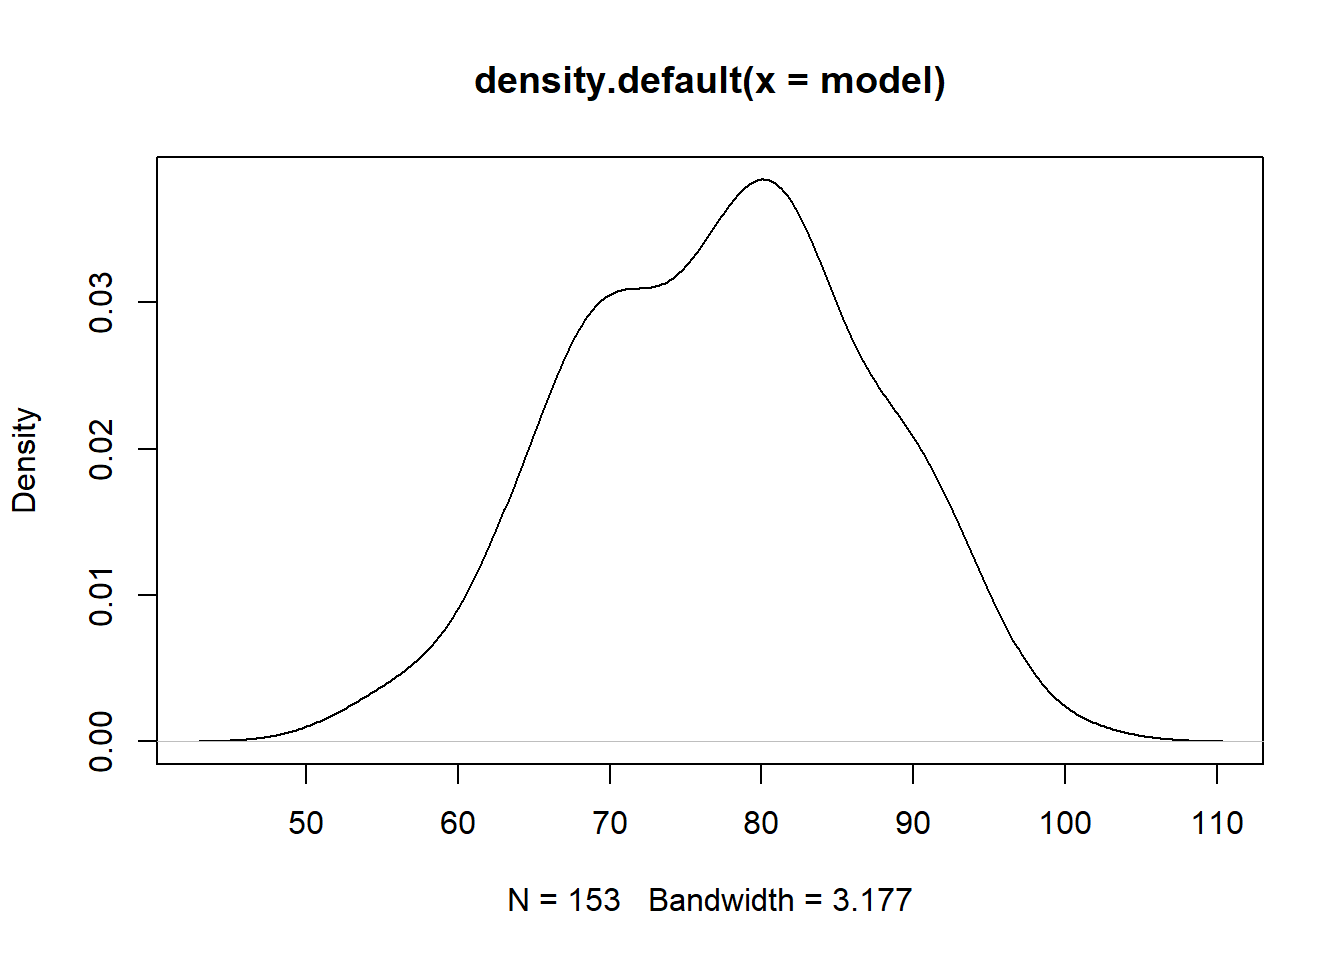 density.default(x = model)
Density
0.03
0.02
0.01
0.00
50 60 70 80 90 100 110
N = 153   Bandwidth = 3.177